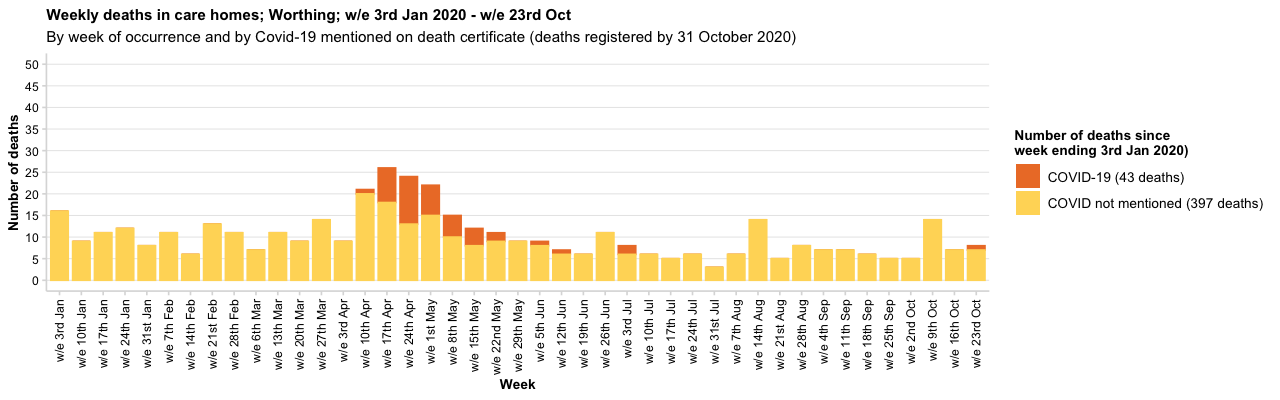 Weekly deaths in care homes; Worthing; w/e 3rd Jan 2020 - w/e 23rd Oct
By week of occurrence and by Covid-19 mentioned on death certificate (deaths registered by 31 October 2020)
50
45
40
35
30
25
20
15
10
5
0
Number of deaths
w/e 3rd Jan
w/e 10th Jan
w/e 17th Jan
w/e 24th Jan
w/e 31st Jan
w/e 7th Feb
w/e 14th Feb
w/e 21st Feb
w/e 28th Feb
w/e 6th Mar
w/e 13th Mar
w/e 20th Mar
w/e 27th Mar
w/e 3rd Apr
w/e 10th Apr
w/e 17th Apr
w/e 24th Apr
w/e 1st May
w/e 8th May
w/e 15th May
w/e 22nd May
w/e 29th May
w/e 5th Jun
w/e 12th Jun
w/e 19th Jun
w/e 26th Jun
w/e 3rd Jul
w/e 10th Jul
w/e 17th Jul
w/e 24th Jul
w/e 31st Jul
w/e 7th Aug
w/e 14th Aug
w/e 21st Aug
w/e 28th Aug
w/e 4th Sep
w/e 11th Sep
w/e 18th Sep
w/e 25th Sep
w/e 2nd Oct
w/e 9th Oct
w/e 16th Oct
w/e 23rd Oct
Week
Number of deaths since
week ending 3rd Jan 2020)
COVID-19 (43 deaths)
COVID not mentioned (397 deaths)